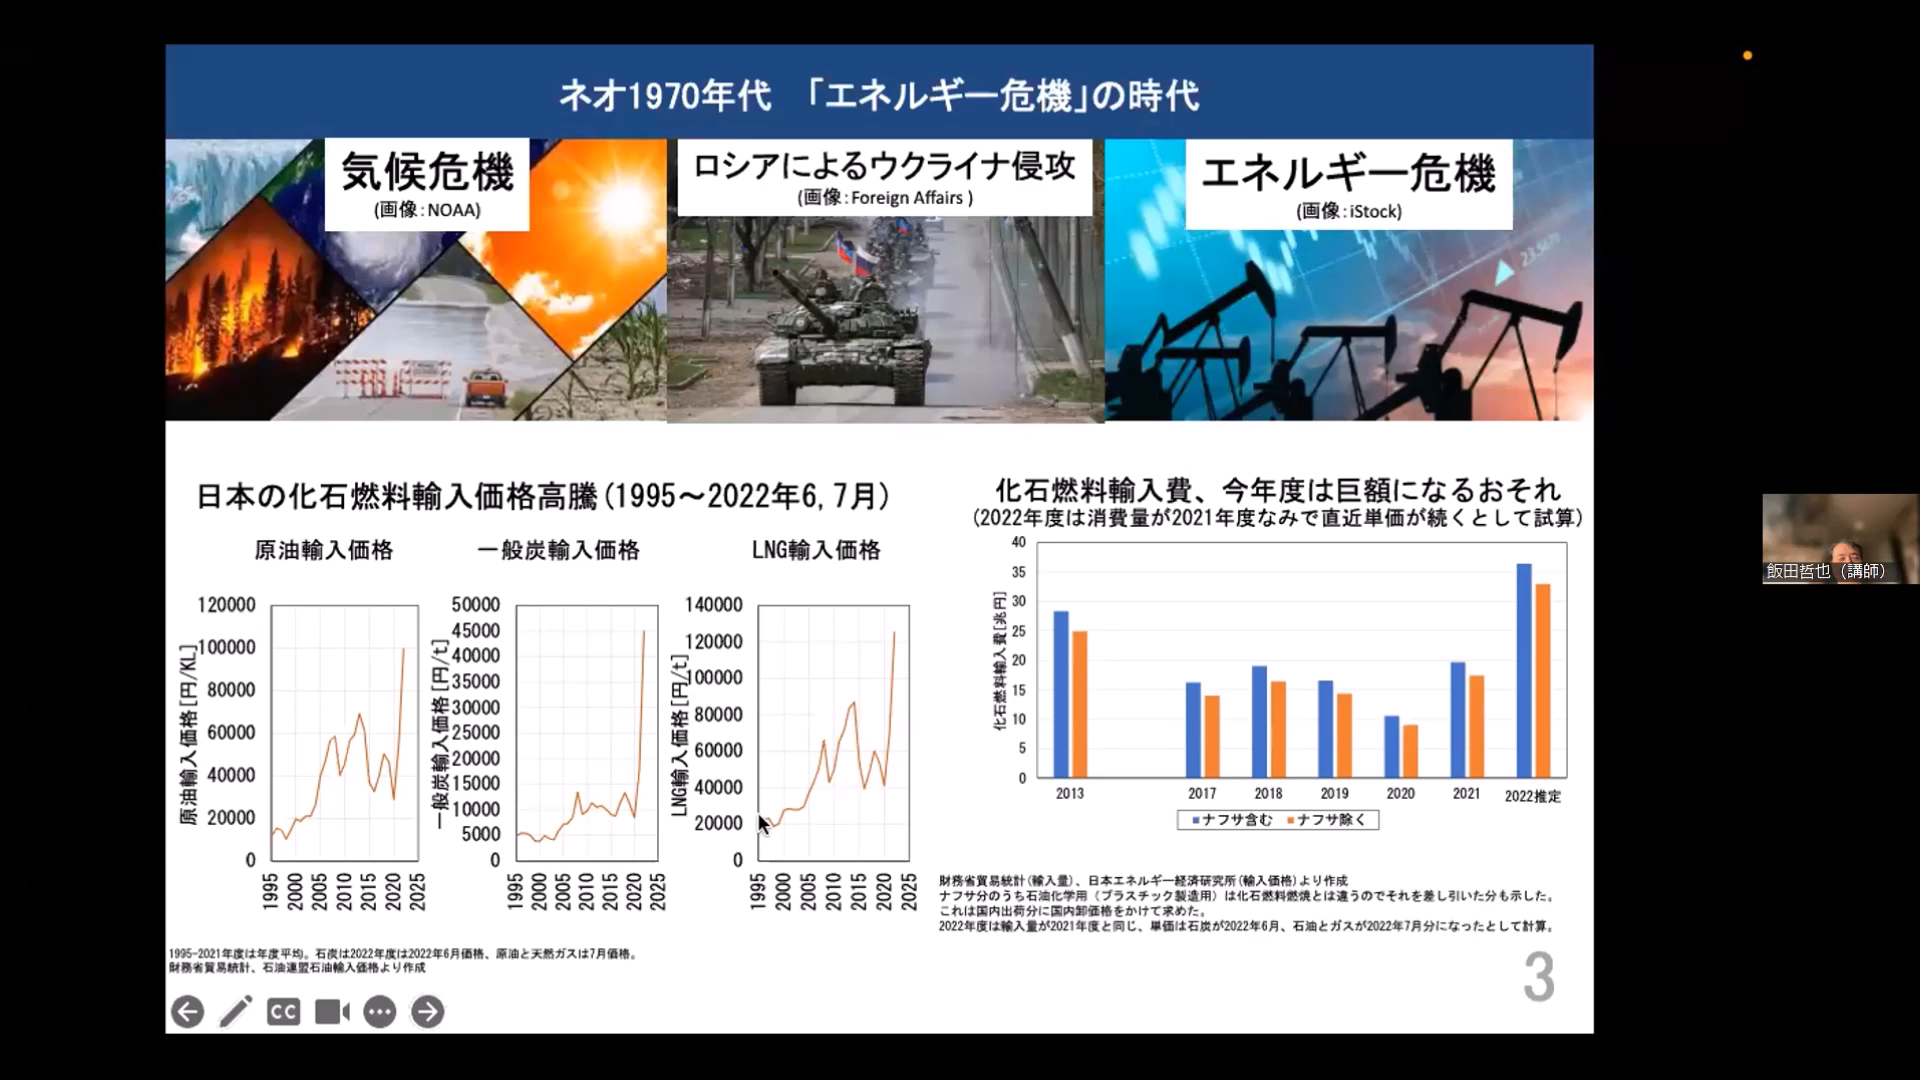 ネオ1970年代 「エネルギー危機」の時代
気候危機
(画像:NOAA)
ロシアによるウクライナ侵攻
(画像:Foreign Affairs )
エネルギー危機
(画像:iStock)
日本の化石燃料輸入価格高騰(1995～2022年6,7月)
原油輸入価格
一般炭輸入価格
LNG輸入価格
原油輸入価格[円/KL]
120000
100000
80000
60000
40000
20000
0
1995
2000
2005
2010
2015
2020
2025
一般炭輸入価格[円/t]
50000
45000
40000
35000
30000
25000
20000
15000
10000
5000
0
1995
2000
2005
2010
2015
2020
2025
LNG輸入価格[円/t]
140000
120000
100000
80000
60000
40000
20000
0
1995
2000
2005
2010
2015
2020
2025
1995-2021年度は年度平均。石炭は2022年度は2022年6月価格、原油と天然ガスは7月価格。
財務省貿易統計、石油連盟石油輸入価格より作成
化石燃料輸入費、今年度は巨額になるおそれ
(2022年度は消費量が2021年度なみで直近単価が続くとして試算)
化石燃料輸入費[兆円]
40
35
30
25
20
15
10
5
0
2013
2017
2018
2019
2020
2021
2022推定
ナフサ含む
ナフサ除く
財務省貿易統計(輸入量)、日本エネルギー経済研究所(輸入価格)より作成
ナフサ分のうち石油化学用（プラスチック製造用）は化石燃料燃焼とは違うのでそれを差し引いた分も示した。
これは国内出荷分に国内卸価格をかけて求めた。
2022年度は輸入量が2021年度と同じ、単価は石炭が2022年6月、石油とガスが2022年7月分になったとして計算。
3
CC
飯田哲也（講師）